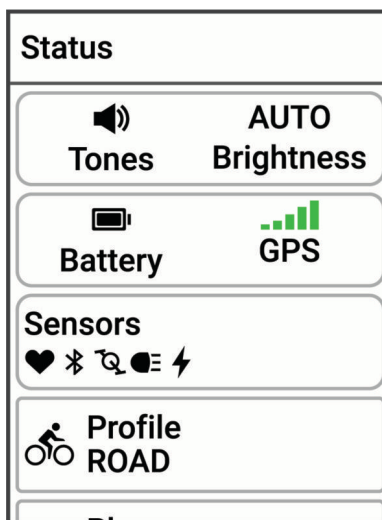 Status
AUTO
Tones Brightness
Battery GPS
Sensors
Profile
ROAD